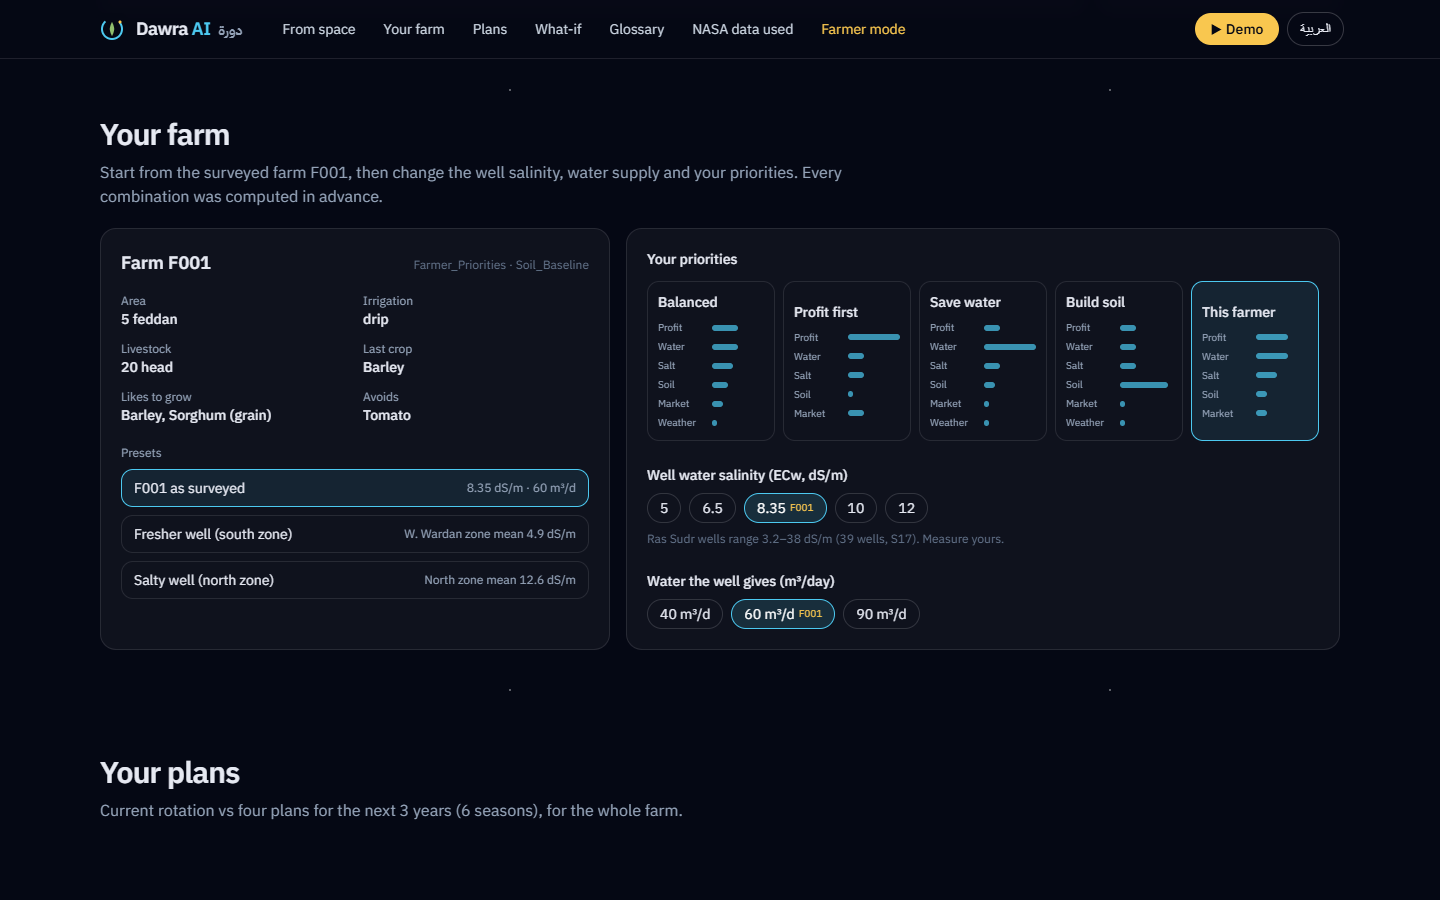 Dawra AI دورة
From space
Your farm
Plans
What-if
Glossary
NASA data used
Farmer mode
▶ Demo
العربية
Your farm
Start from the surveyed farm F001, then change the well salinity, water supply and your priorities. Every
combination was computed in advance.
Farm F001
Farmer_Priorities · Soil_Baseline
Area
5 feddan
Irrigation
drip
Livestock
20 head
Last crop
Barley
Likes to grow
Barley, Sorghum (grain)
Avoids
Tomato
Presets
F001 as surveyed
8.35 dS/m · 60 m³/d
Fresher well (south zone)
W. Wardan zone mean 4.9 dS/m
Salty well (north zone)
North zone mean 12.6 dS/m
Your priorities
Balanced
Profit
Water
Salt
Soil
Market
Weather
Profit first
Profit
Water
Salt
Soil
Market
Save water
Profit
Water
Salt
Soil
Market
Weather
Build soil
Profit
Water
Salt
Soil
Market
Weather
This farmer
Profit
Water
Salt
Soil
Market
Well water salinity (ECw, dS/m)
5
6.5
8.35 F001
10
12
Ras Sudr wells range 3.2–38 dS/m (39 wells, S17). Measure yours.
Water the well gives (m³/day)
40 m³/d
60 m³/d F001
90 m³/d
Your plans
Current rotation vs four plans for the next 3 years (6 seasons), for the whole farm.